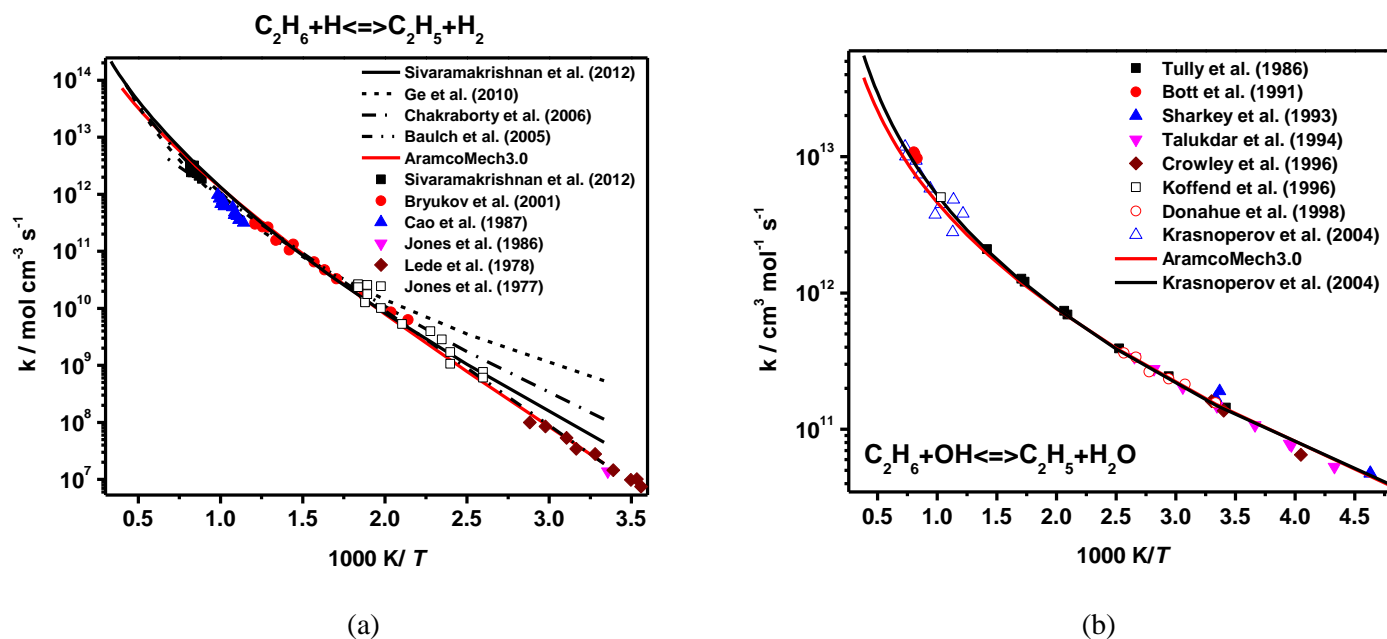 C2H6+H<=>C2H5+H2
Sivaramakrishnan et al. (2012)
Ge et al. (2010)
Chakraborty et al. (2006)
Baulch et al. (2005)
AramcoMech3.0
Sivaramakrishnan et al. (2012)
Bryukov et al. (2001)
Cao et al. (1987)
Jones et al. (1986)
Lede et al. (1978)
Jones et al. (1977)
10^14
10^13
10^12
10^11
10^10
10^9
10^8
10^7
k / mol cm^-3 s^-1
0.5 1.0 1.5 2.0 2.5 3.0 3.5
1000 K/ T
(a)
Tully et al. (1986)
Bott et al. (1991)
Sharkey et al. (1993)
Talukdar et al. (1994)
Crowley et al. (1996)
Koffend et al. (1996)
Donahue et al. (1998)
Krasnoperov et al. (2004)
AramcoMech3.0
Krasnoperov et al. (2004)
10^13
10^12
10^11
k / cm^3 mol^-1 s^-1
C2H6+OH<=>C2H5+H2O
0.5 1.0 1.5 2.0 2.5 3.0 3.5 4.0 4.5
1000 K/T
(b)